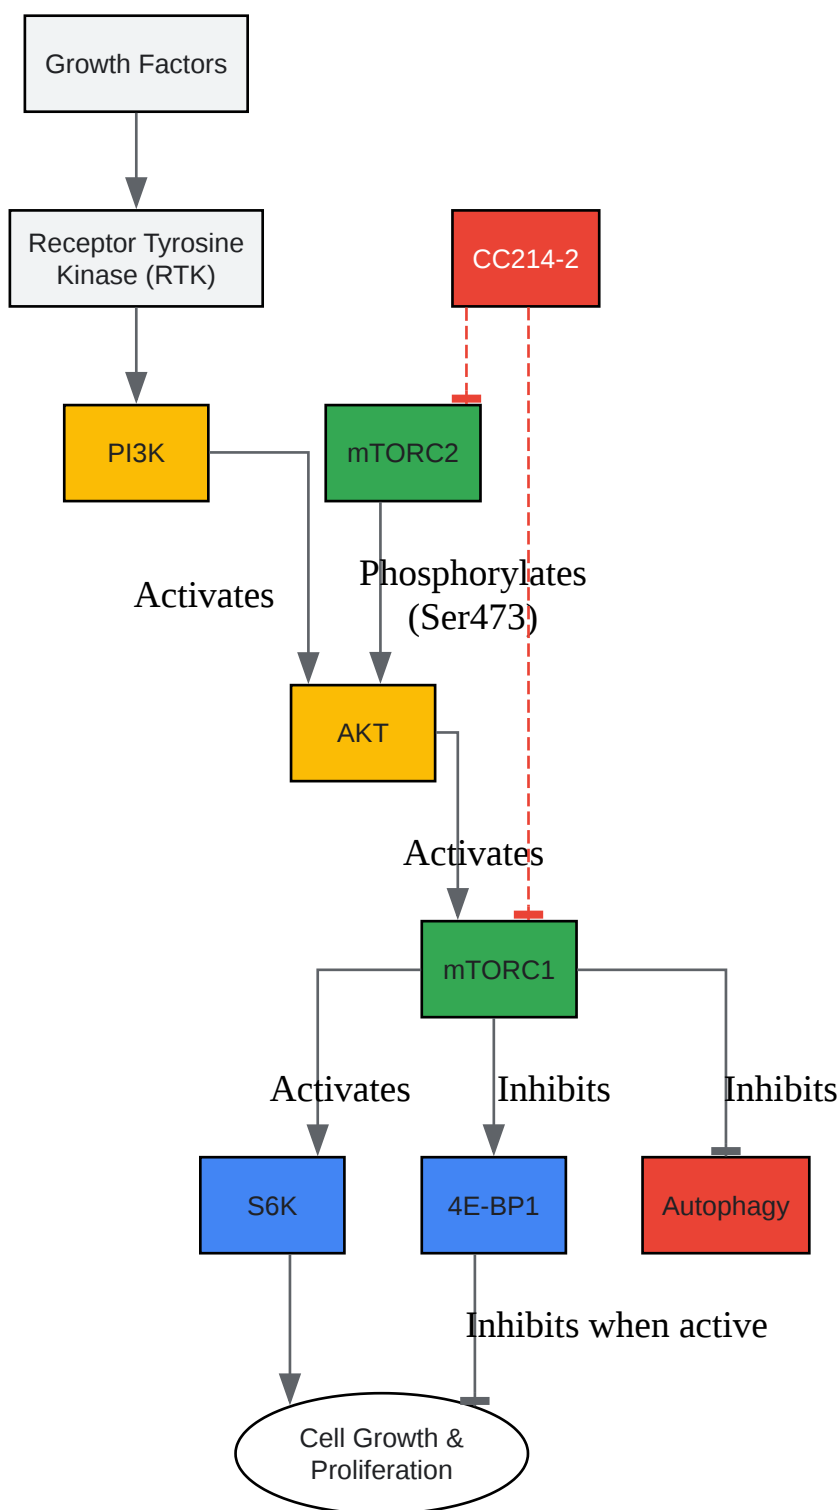 Growth Factors
Receptor Tyrosine
Kinase (RTK)
CC214-2
PI3K
mTORC2
Activates
Phosphorylates
(Ser473)
AKT
Activates
mTORC1
Activates
Inhibits
Inhibits
S6K
4E-BP1
Autophagy
Inhibits when active
Cell Growth &
Proliferation